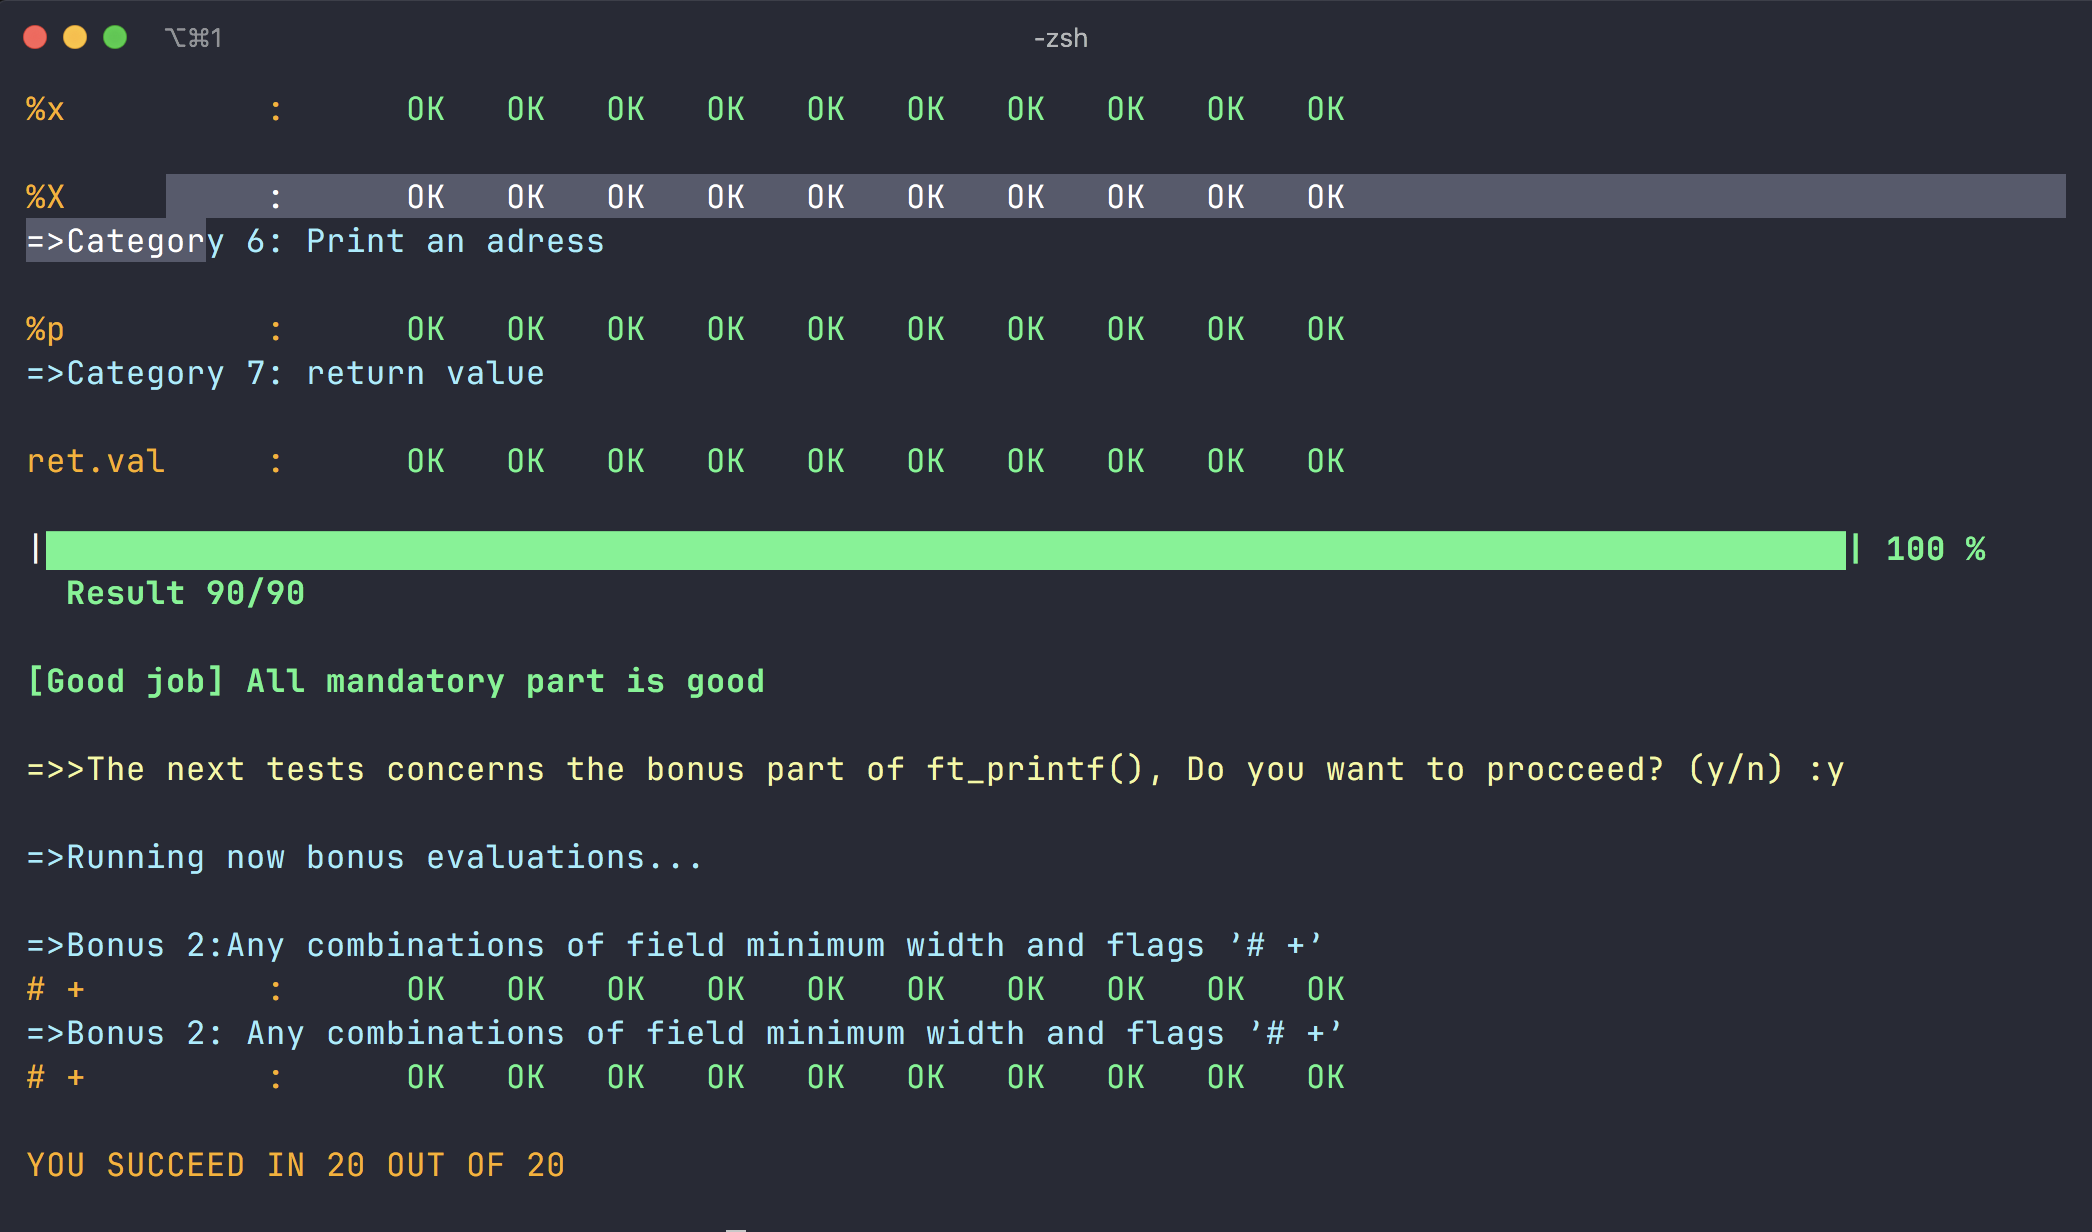 ⌥⌘1 -zsh
%x : OK OK OK OK OK OK OK OK OK OK
%X : OK OK OK OK OK OK OK OK OK OK
=>Category 6: Print an adress
%p : OK OK OK OK OK OK OK OK OK OK
=>Category 7: return value
ret.val : OK OK OK OK OK OK OK OK OK OK
| | 100 %
Result 90/90
[Good job] All mandatory part is good
=>>The next tests concerns the bonus part of ft_printf(), Do you want to procceed? (y/n) :y
=>Running now bonus evaluations...
=>Bonus 2:Any combinations of field minimum width and flags ’# +’
# + : OK OK OK OK OK OK OK OK OK OK
=>Bonus 2: Any combinations of field minimum width and flags ’# +’
# + : OK OK OK OK OK OK OK OK OK OK
YOU SUCCEED IN 20 OUT OF 20